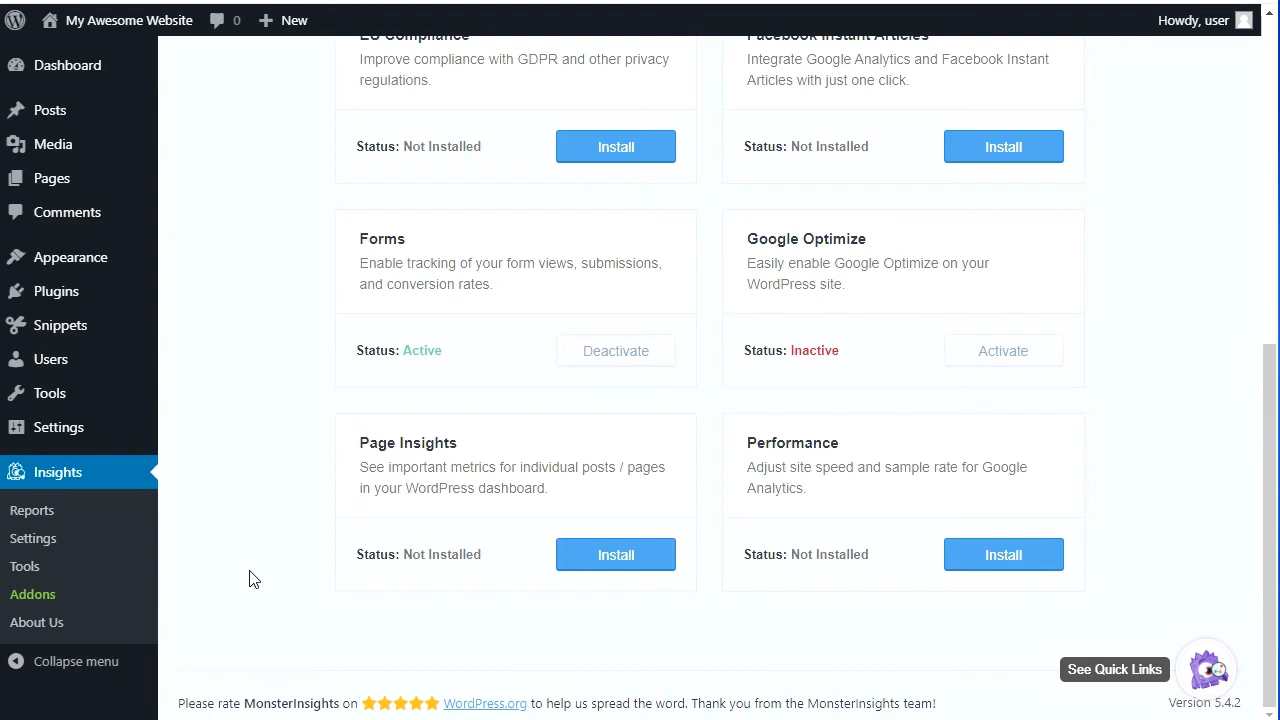 My Awesome Website 0 New Howdy, user
Dashboard
Posts
Media
Pages
Comments
Appearance
Plugins
Snippets
Users
Tools
Settings
Insights
Reports
Settings
Tools
Addons
About Us
Collapse menu
EU Compliance
Improve compliance with GDPR and other privacy
regulations.
Status: Not Installed Install
Facebook Instant Articles
Integrate Google Analytics and Facebook Instant
Articles with just one click.
Status: Not Installed Install
Forms
Enable tracking of your form views, submissions,
and conversion rates.
Status: Active Deactivate
Google Optimize
Easily enable Google Optimize on your
WordPress site.
Status: Inactive Activate
Page Insights
See important metrics for individual posts / pages
in your WordPress dashboard.
Status: Not Installed Install
Performance
Adjust site speed and sample rate for Google
Analytics.
Status: Not Installed Install
See Quick Links
Please rate MonsterInsights on WordPress.org to help us spread the word. Thank you from the MonsterInsights team!
Version 5.4.2